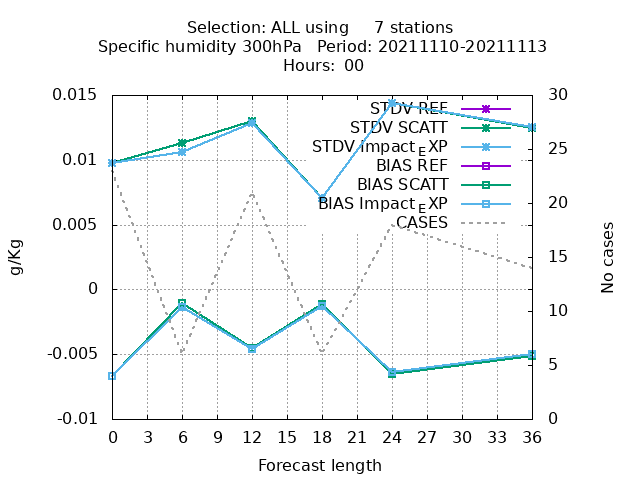 Selection: ALL using     7 stations
Specific humidity 300hPa   Period: 20211110-20211113
Hours: 00
0.015
0.01
0.005
0
-0.005
-0.01
g/Kg
STDV REF
STDV SCATT
STDV Impact_EXP
BIAS REF
BIAS SCATT
BIAS Impact_EXP
CASES
30
25
20
15
10
5
0
No cases
0 3 6 9 12 15 18 21 24 27 30 33 36
Forecast length